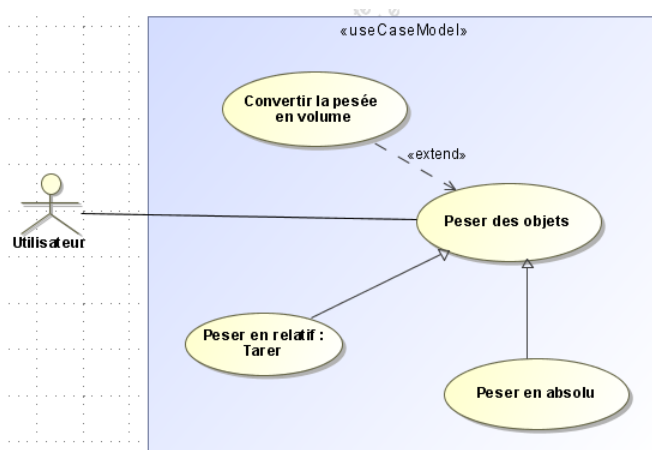 «useCaseModel»
Convertir la pesée
en volume
«extend»
Peser des objets
Utilisateur
Peser en relatif :
Tarer
Peser en absolu